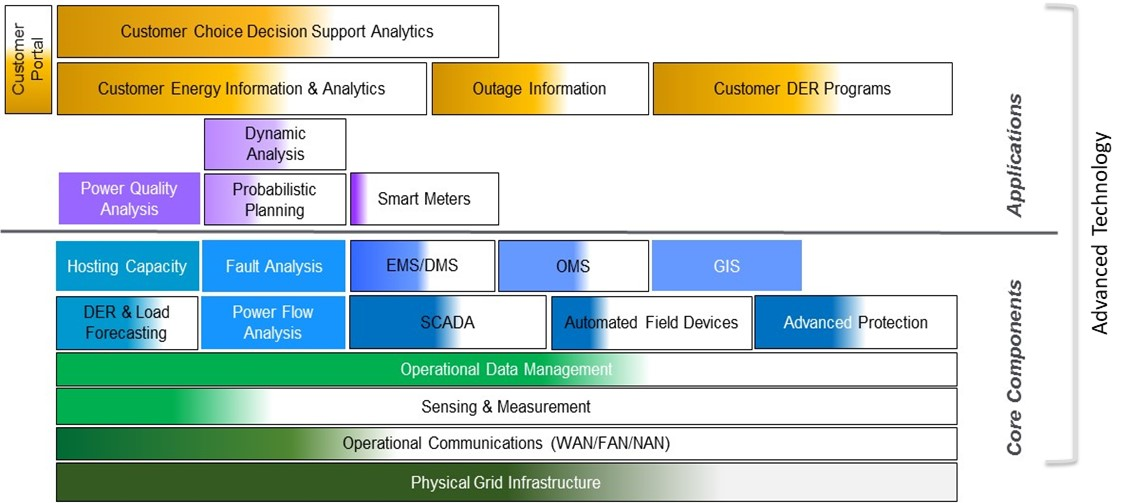 Customer
Portal
Customer Choice Decision Support Analytics
Customer Energy Information & Analytics
Outage Information
Customer DER Programs
Dynamic
Analysis
Power Quality
Analysis
Probabilistic
Planning
Smart Meters
Applications
Hosting Capacity
Fault Analysis
EMS/DMS
OMS
GIS
DER & Load
Forecasting
Power Flow
Analysis
SCADA
Automated Field Devices
Advanced Protection
Operational Data Management
Sensing & Measurement
Operational Communications (WAN/FAN/NAN)
Physical Grid Infrastructure
Core Components
Advanced Technology